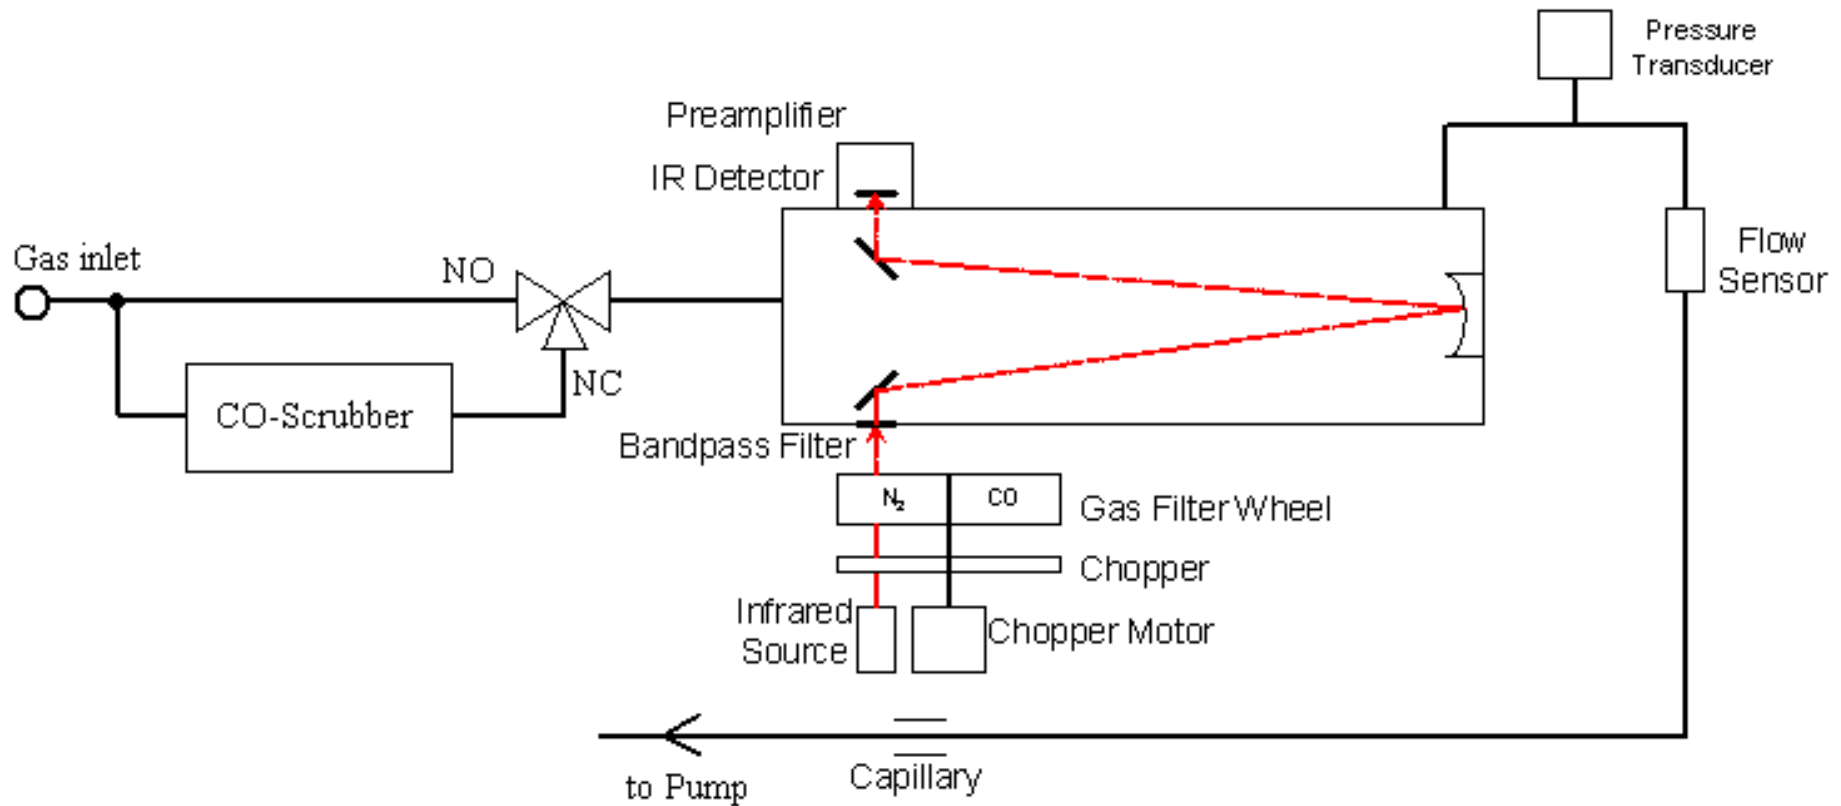 Pressure
Transducer
Preamplifier
IR Detector
Gas inlet
NO
Flow
Sensor
NC
CO-Scrubber
Bandpass Filter
N₂
CO
Gas Filter Wheel
Chopper
Infrared
Source
Chopper Motor
to Pump
Capillary